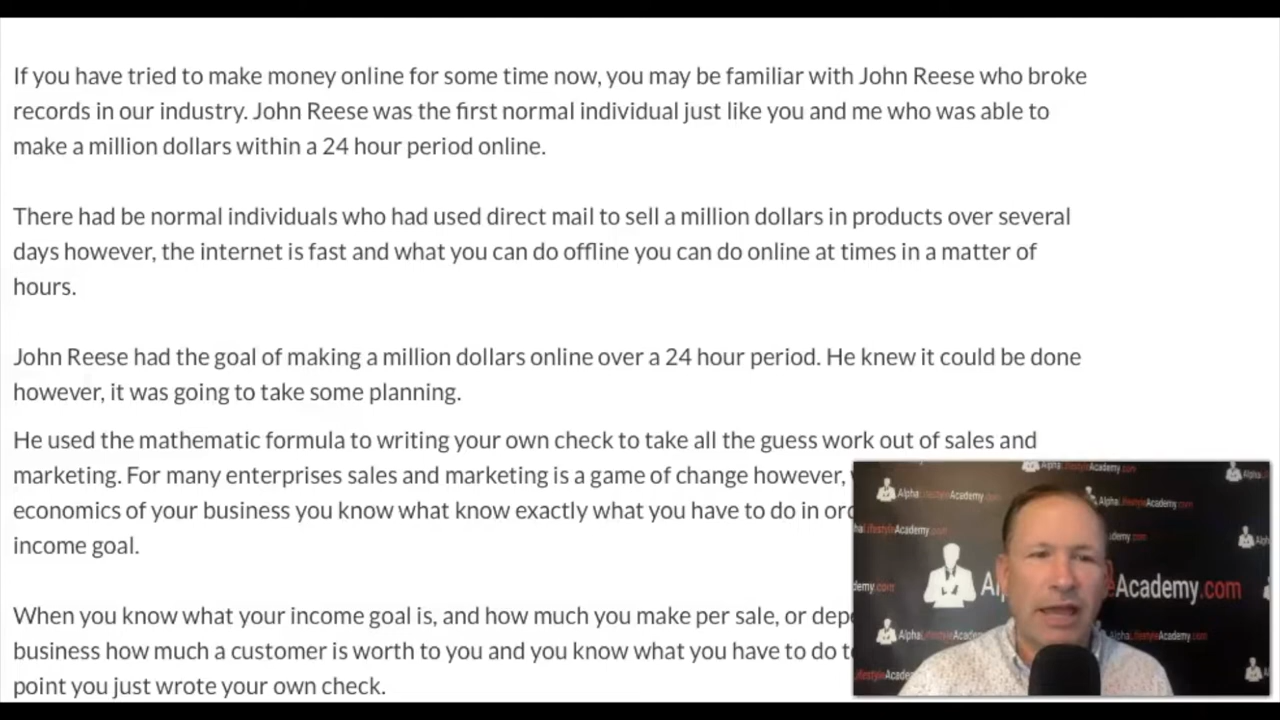 If you have tried to make money online for some time now, you may be familiar with John Reese who broke
records in our industry. John Reese was the first normal individual just like you and me who was able to
make a million dollars within a 24 hour period online.
There had be normal individuals who had used direct mail to sell a million dollars in products over several
days however, the internet is fast and what you can do offline you can do online at times in a matter of
hours.
John Reese had the goal of making a million dollars online over a 24 hour period. He knew it could be done
however, it was going to take some planning.
He used the mathematic formula to writing your own check to take all the guess work out of sales and
marketing. For many enterprises sales and marketing is a game of change however,
economics of your business you know what know exactly what you have to do in
income goal.
When you know what your income goal is, and how much you make per sale, or
business how much a customer is worth to you and you know what you have to do
point you just wrote your own check.
AlphaLifestyleAcademy.com
AlphaLifestyleAcademy.com
AlphaLifestyleAcademy
Academy.com